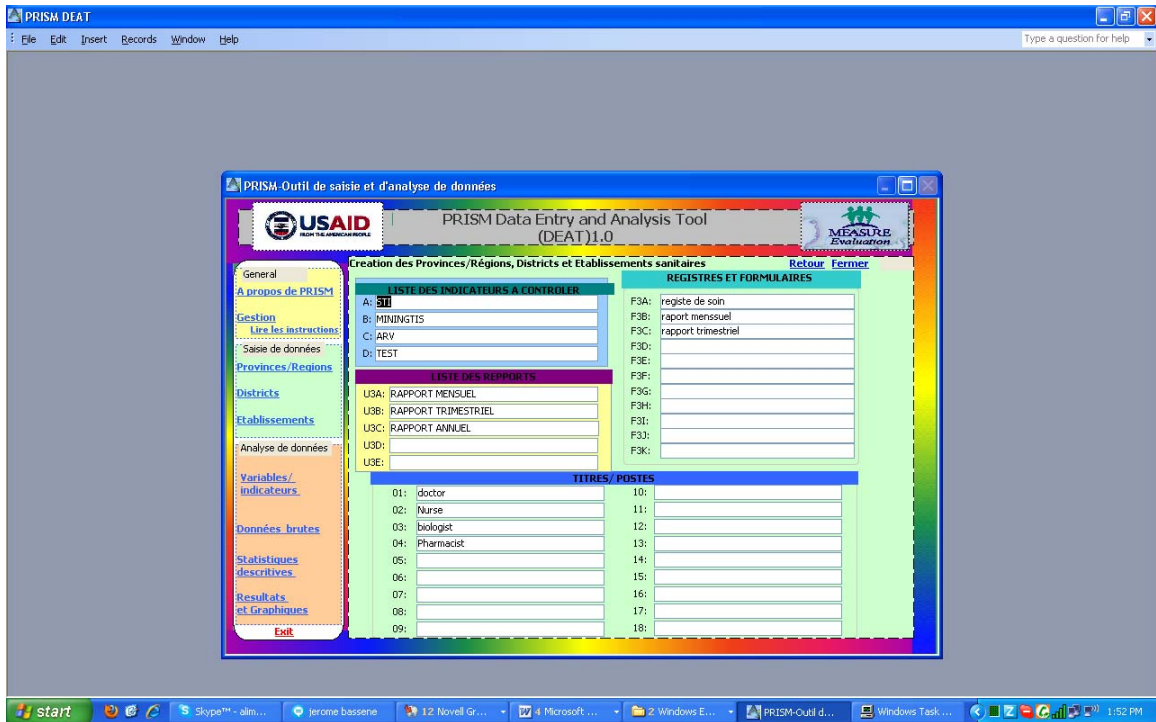 PRISM DEAT
File Edit Insert Records Window Help
Type a question for help
PRISM-Outil de saisie et d'analyse de données
USAID
FROM THE AMERICAN PEOPLE
PRISM Data Entry and Analysis Tool
(DEAT)1.0
MEASURE
Evaluation
Creation des Provinces/Régions, Districts et Etablissements sanitaires
Retour Fermer
General
A propos de PRISM
Gestion
Lire les instructions
Saisie de données
Provinces/Regions
Districts
Etablissements
Analyse de données
Variables/
indicateurs
Données brutes
Statistiques
descritives
Resultats
et Graphiques
Exit
LISTE DES INDICATEURS A CONTROLER
A: STI
B: MININGTIS
C: ARV
D: TEST
LISTE DES REPPORTS
U3A: RAPPORT MENSUEL
U3B: RAPPORT TRIMESTRIEL
U3C: RAPPORT ANNUEL
U3D:
U3E:
REGISTRES ET FORMULAIRES
F3A: registe de soin
F3B: raport menssuel
F3C: rapport trimestriel
F3D:
F3E:
F3F:
F3G:
F3H:
F3I:
F3J:
F3K:
TITRES/ POSTES
01: doctor
02: Nurse
03: biologist
04: Pharmacist
05:
06:
07:
08:
09:
10:
11:
12:
13:
14:
15:
16:
17:
18:
start
Skype™ - alim...
jerome bassene
12 Novell Gr...
4 Microsoft ...
2 Windows E...
PRISM-Outil d...
Windows Task ...
1:52 PM